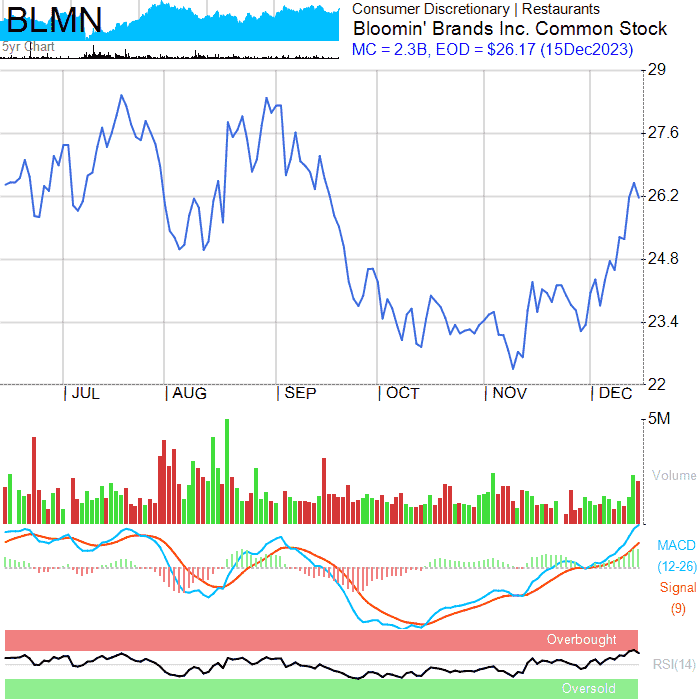 BLMN
5yr Chart
Consumer Discretionary | Restaurants
Bloomin' Brands Inc. Common Stock
MC = 2.3B, EOD = $26.17 (15Dec2023)
29
27.6
26.2
24.8
23.4
22
JUL
AUG
SEP
OCT
NOV
DEC
5M
Volume
MACD
(12-26)
Signal
(9)
Overbought
RSI(14)
Oversold